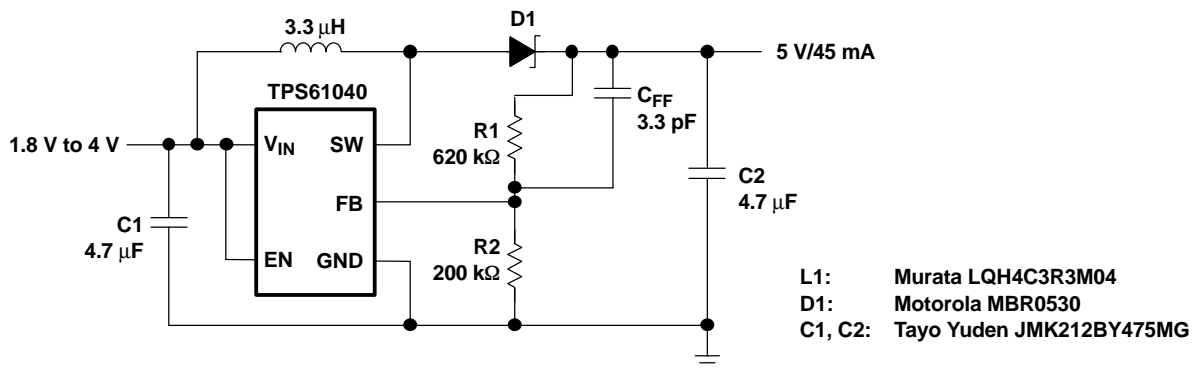 3.3 μH
D1
5 V/45 mA
TPS61040
CFF
3.3 pF
1.8 V to 4 V
VIN
SW
R1
620 kΩ
C2
4.7 μF
FB
C1
4.7 μF
R2
200 kΩ
EN
GND
L1: Murata LQH4C3R3M04
D1: Motorola MBR0530
C1, C2: Tayo Yuden JMK212BY475MG